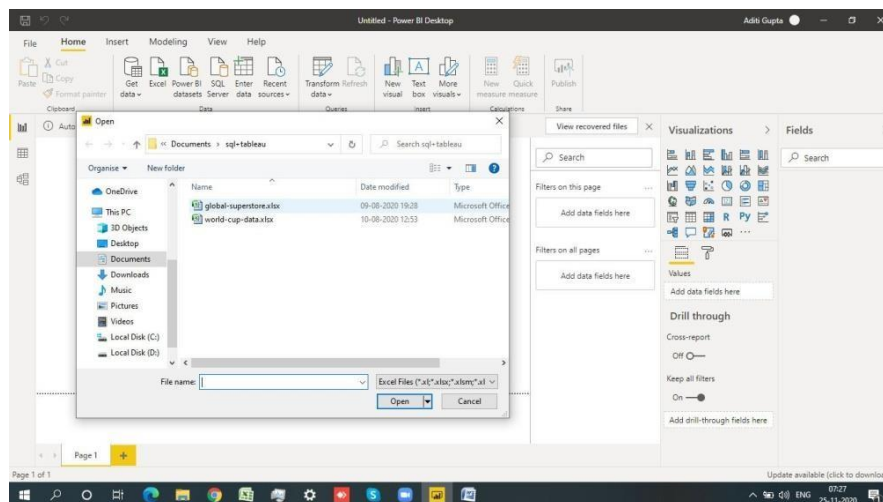 Untitled - Power BI Desktop
Aditi Gupta
File Home Insert Modeling View Help
Paste
Cut
Copy
Format painter
Get data
Excel
Power BI datasets
SQL Server
Enter data
Recent sources
Transform data
Refresh
New visual
Text box
More visuals
New measure
Quick measure
Publish
Clipboard
Data
Queries
Insert
Calculations
Share
Auto
View recovered files
Open
« Documents > sql+tableau
Search sql+tableau
Organise
New folder
OneDrive
This PC
3D Objects
Desktop
Documents
Downloads
Music
Pictures
Videos
Local Disk (C:)
Local Disk (D:)
Name Date modified Type
global-superstore.xlsx 09-08-2020 19:28 Microsoft Office
world-cup-data.xlsx 10-08-2020 12:53 Microsoft Office
File name:
Excel Files (*.xl;*.xlsx;*.xlsm;*.xl
Open
Cancel
Search
Filters on this page
Add data fields here
Filters on all pages
Add data fields here
Visualizations
R Py
Values
Add data fields here
Drill through
Cross-report
Off
Keep all filters
On
Add drill-through fields here
Fields
Search
Page 1
Page 1 of 1
Update available (click to downloa
ENG
07:27
25-11-2020